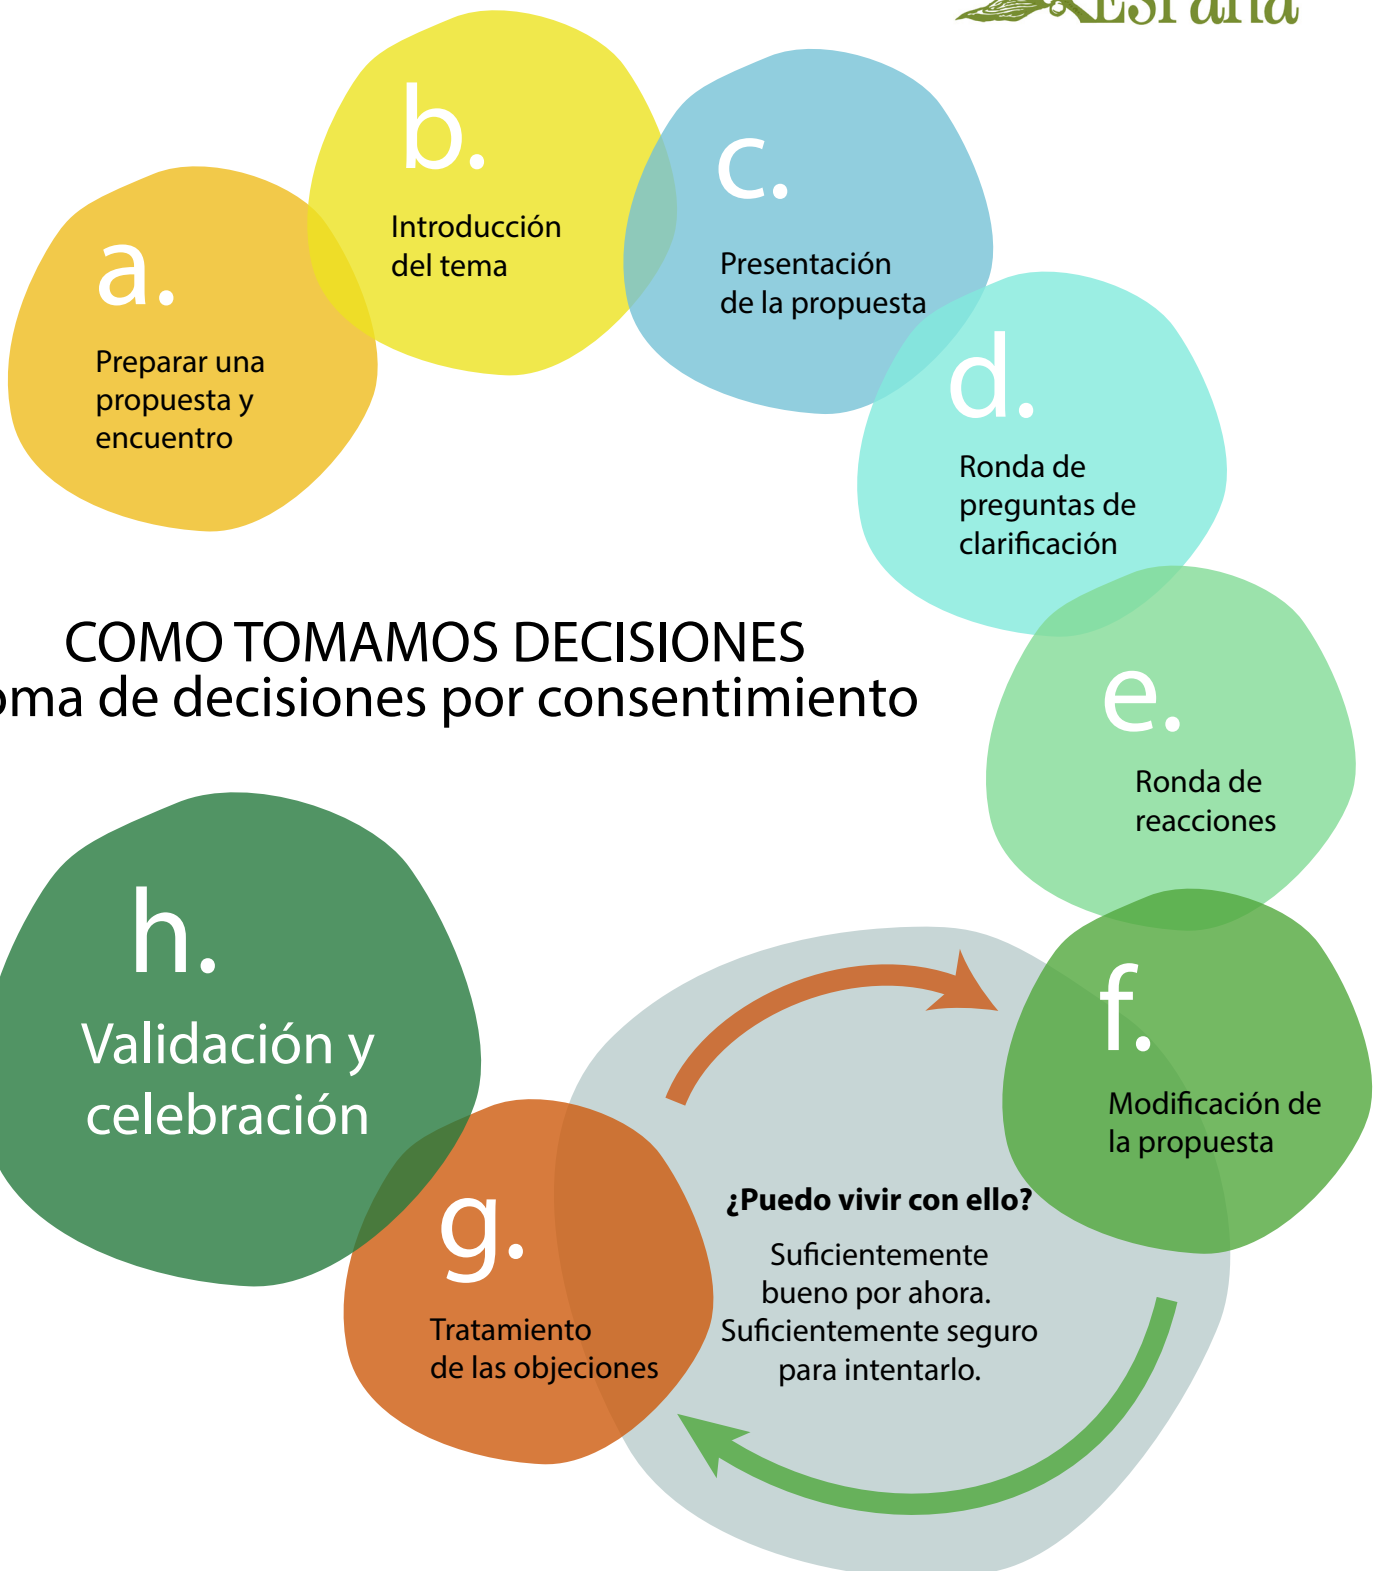 España
a.
Preparar una
propuesta y
encuentro
b.
Introducción
del tema
c.
Presentación
de la propuesta
d.
Ronda de
preguntas de
clarificación
e.
Ronda de
reacciones
COMO TOMAMOS DECISIONES
oma de decisiones por consentimiento
f.
Modificación de
la propuesta
¿Puedo vivir con ello?
Suficientemente
bueno por ahora.
Suficientemente seguro
para intentarlo.
g.
Tratamiento
de las objeciones
h.
Validación y
celebración